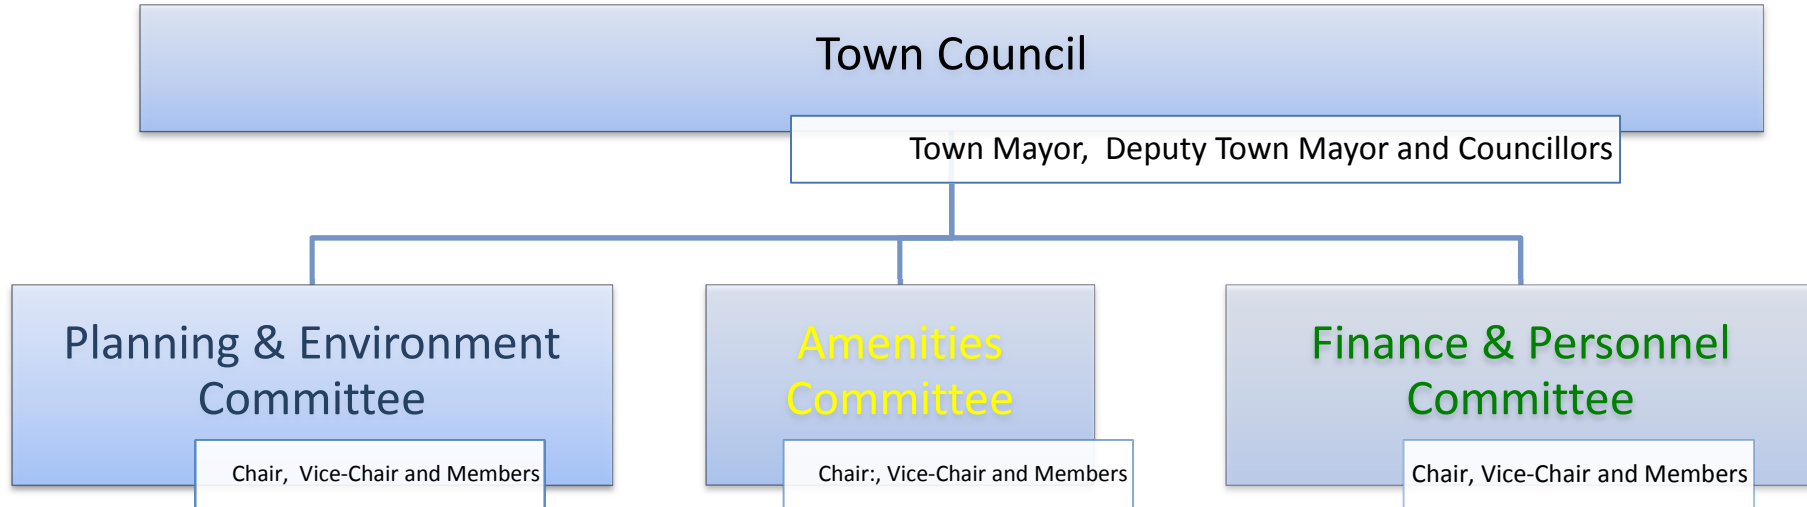 Town Council
Town Mayor,  Deputy Town Mayor and Councillors
Planning & Environment
Committee
Chair,  Vice-Chair and Members
Amenities
Committee
Chair:, Vice-Chair and Members
Finance & Personnel
Committee
Chair, Vice-Chair and Members